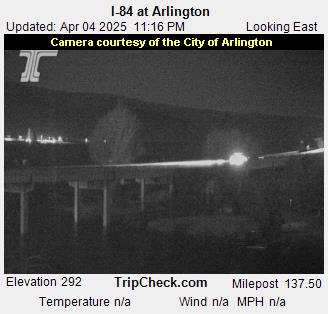 I-84 at Arlington
Updated: Apr 04 2025 11:16 PM Looking East
Camera courtesy of the City of Arlington
Elevation 292 TripCheck.com Milepost 137.50
Temperature n/a Wind n/a MPH n/a